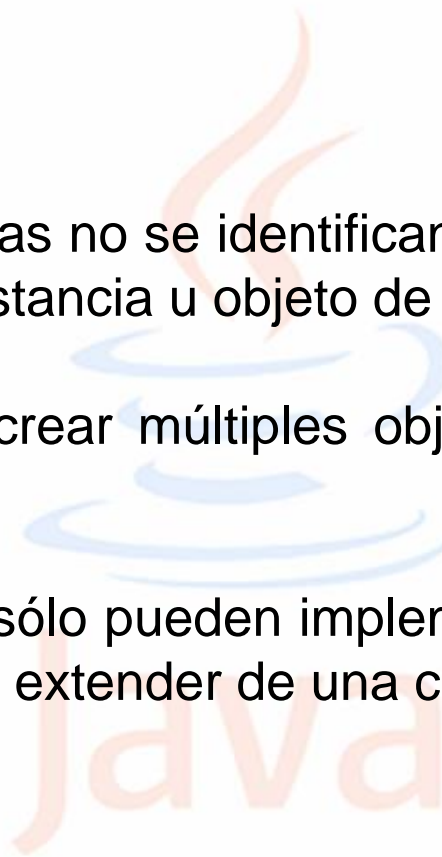 as no se identifican
stancia u objeto de
crear múltiples obj
sólo pueden implem
extender de una c
Java